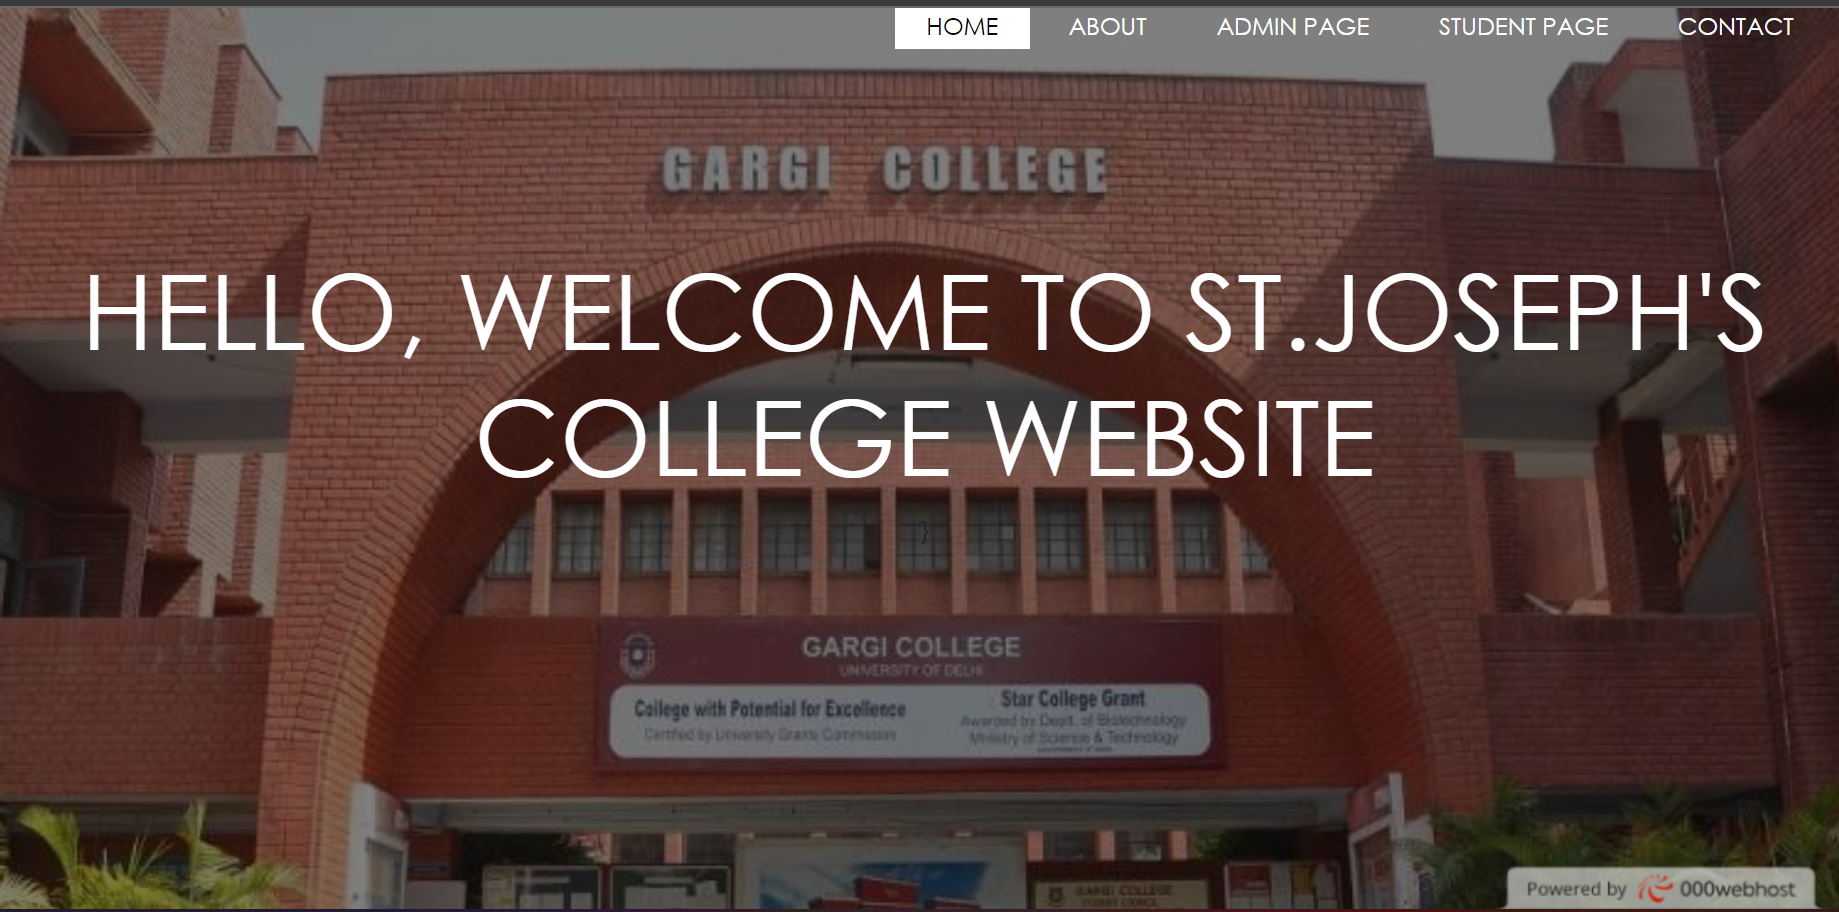 HOME ABOUT ADMIN PAGE STUDENT PAGE CONTACT
GARGI COLLEGE
HELLO, WELCOME TO ST.JOSEPH'S
COLLEGE WEBSITE
}
GARGI COLLEGE
UNIVERSITY OF DELHI
College with Potential for Excellence
Certified by University Grants Commission
Star College Grant
Awarded by Deptt. of Biotechnology
Ministry of Science & Technology
GARGI COLLEGE
STUDENT COUNCIL
Powered by 000webhost